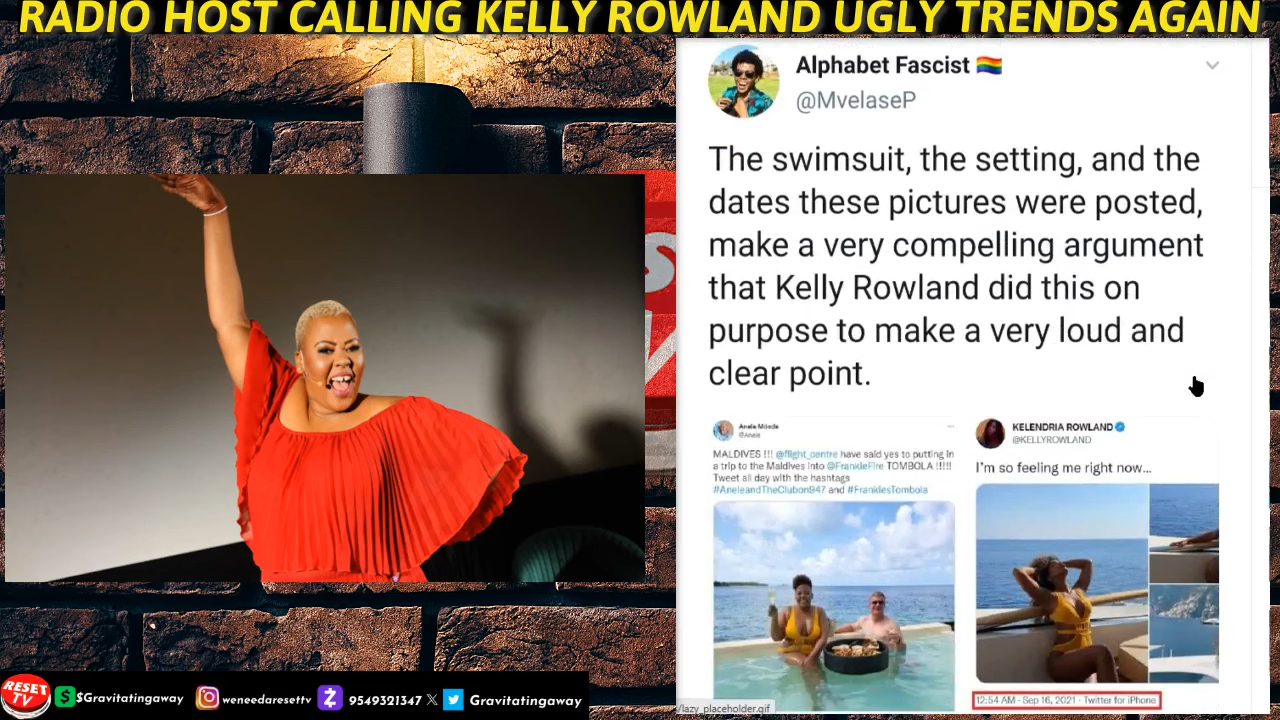 RADIO HOST CALLING KELLY ROWLAND UGLY TRENDS AGAIN
Alphabet Fascist 🏳️‍🌈
@MvelaseP
The swimsuit, the setting, and the
dates these pictures were posted,
make a very compelling argument
that Kelly Rowland did this on
purpose to make a very loud and
clear point.
Anele Mdoda
@Anele
MALDIVES !!! @flight_centre have said yes to putting in
a trip to the Maldives into @FrankieFire TOMBOLA !!!!!
Tweet all day with the hashtags
#AneleandTheClubon947 and #FrankiesTombola
KELENDRIA ROWLAND
@KELLYROWLAND
I'm so feeling me right now...
12:54 AM · Sep 16, 2021 · Twitter for iPhone
/lazy_placeholder.gif
RESET
TV
$Gravitatingaway
weneedarosetty
0549391347
Gravitatingaway